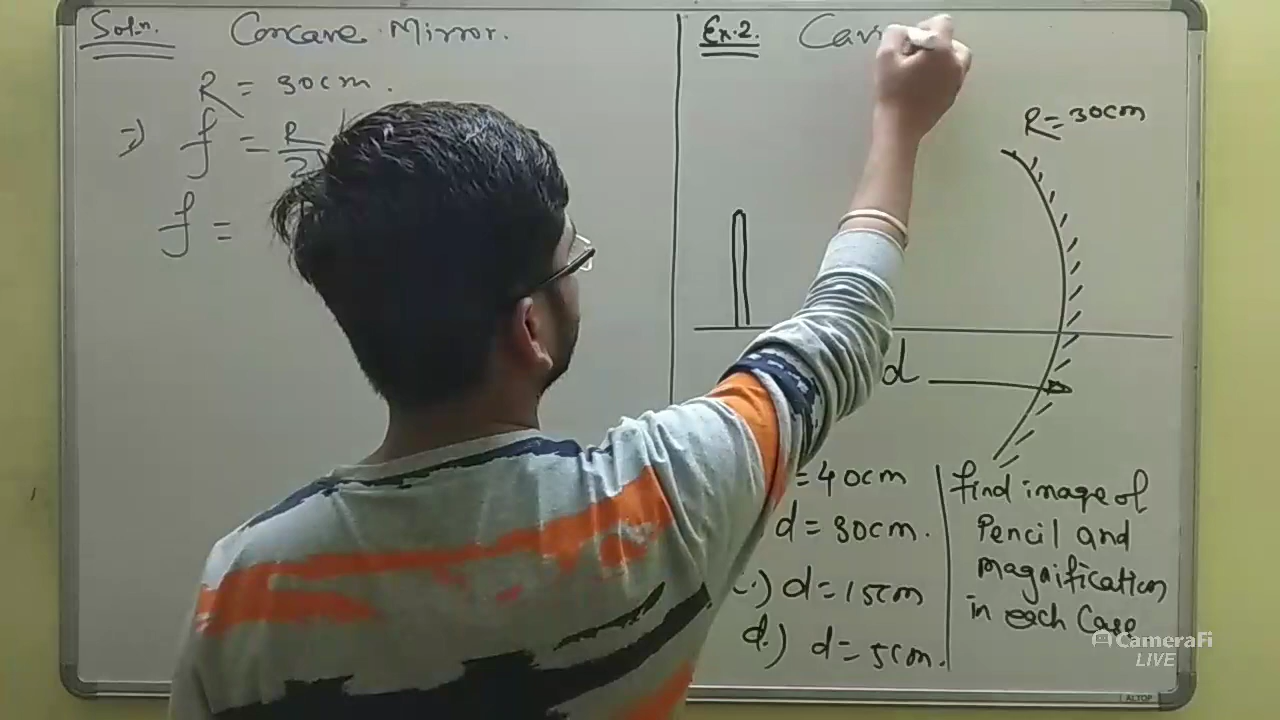 Soln.
Concave Mirror.
R = 30cm.
⇒ f = R/2
f =
Ex.2.
R = 30cm
d
= 40cm
d = 30cm.
.) d = 15cm
d.) d = 5cm.
find image of
Pencil and
magnification
in each Case
CameraFi
LIVE